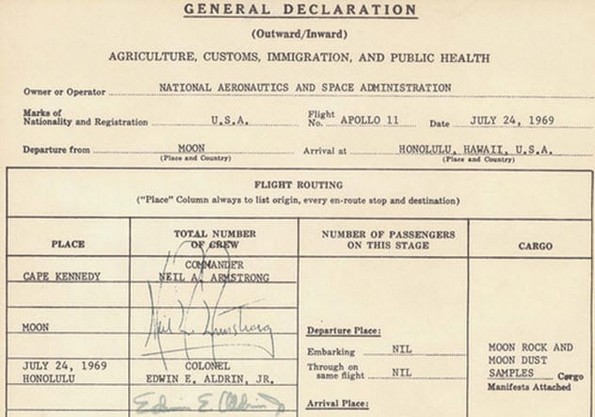 GENERAL DECLARATION
(Outward/Inward)
AGRICULTURE, CUSTOMS, IMMIGRATION, AND PUBLIC HEALTH
Owner or Operator NATIONAL AERONAUTICS AND SPACE ADMINISTRATION
Marks of
Nationality and Registration U.S.A. Flight No. APOLLO 11 Date JULY 24, 1969
Departure from MOON Arrival at HONOLULU, HAWAII, U.S.A.
(Place and Country) (Place and Country)
FLIGHT ROUTING
("Place" Column always to list origin, every en-route stop and destination)
PLACE
TOTAL NUMBER
OF CREW
NUMBER OF PASSENGERS
ON THIS STAGE
CARGO
CAPE KENNEDY
COMMANDER
NEIL A. ARMSTRONG
Neil A. Armstrong
MOON
Departure Place:
Embarking NIL
Through on
same flight NIL
MOON ROCK AND
MOON DUST
SAMPLES Cargo
Manifests Attached
JULY 24, 1969
HONOLULU
COLONEL
EDWIN E. ALDRIN, JR.
Edwin E. Aldrin Jr
Arrival Place: